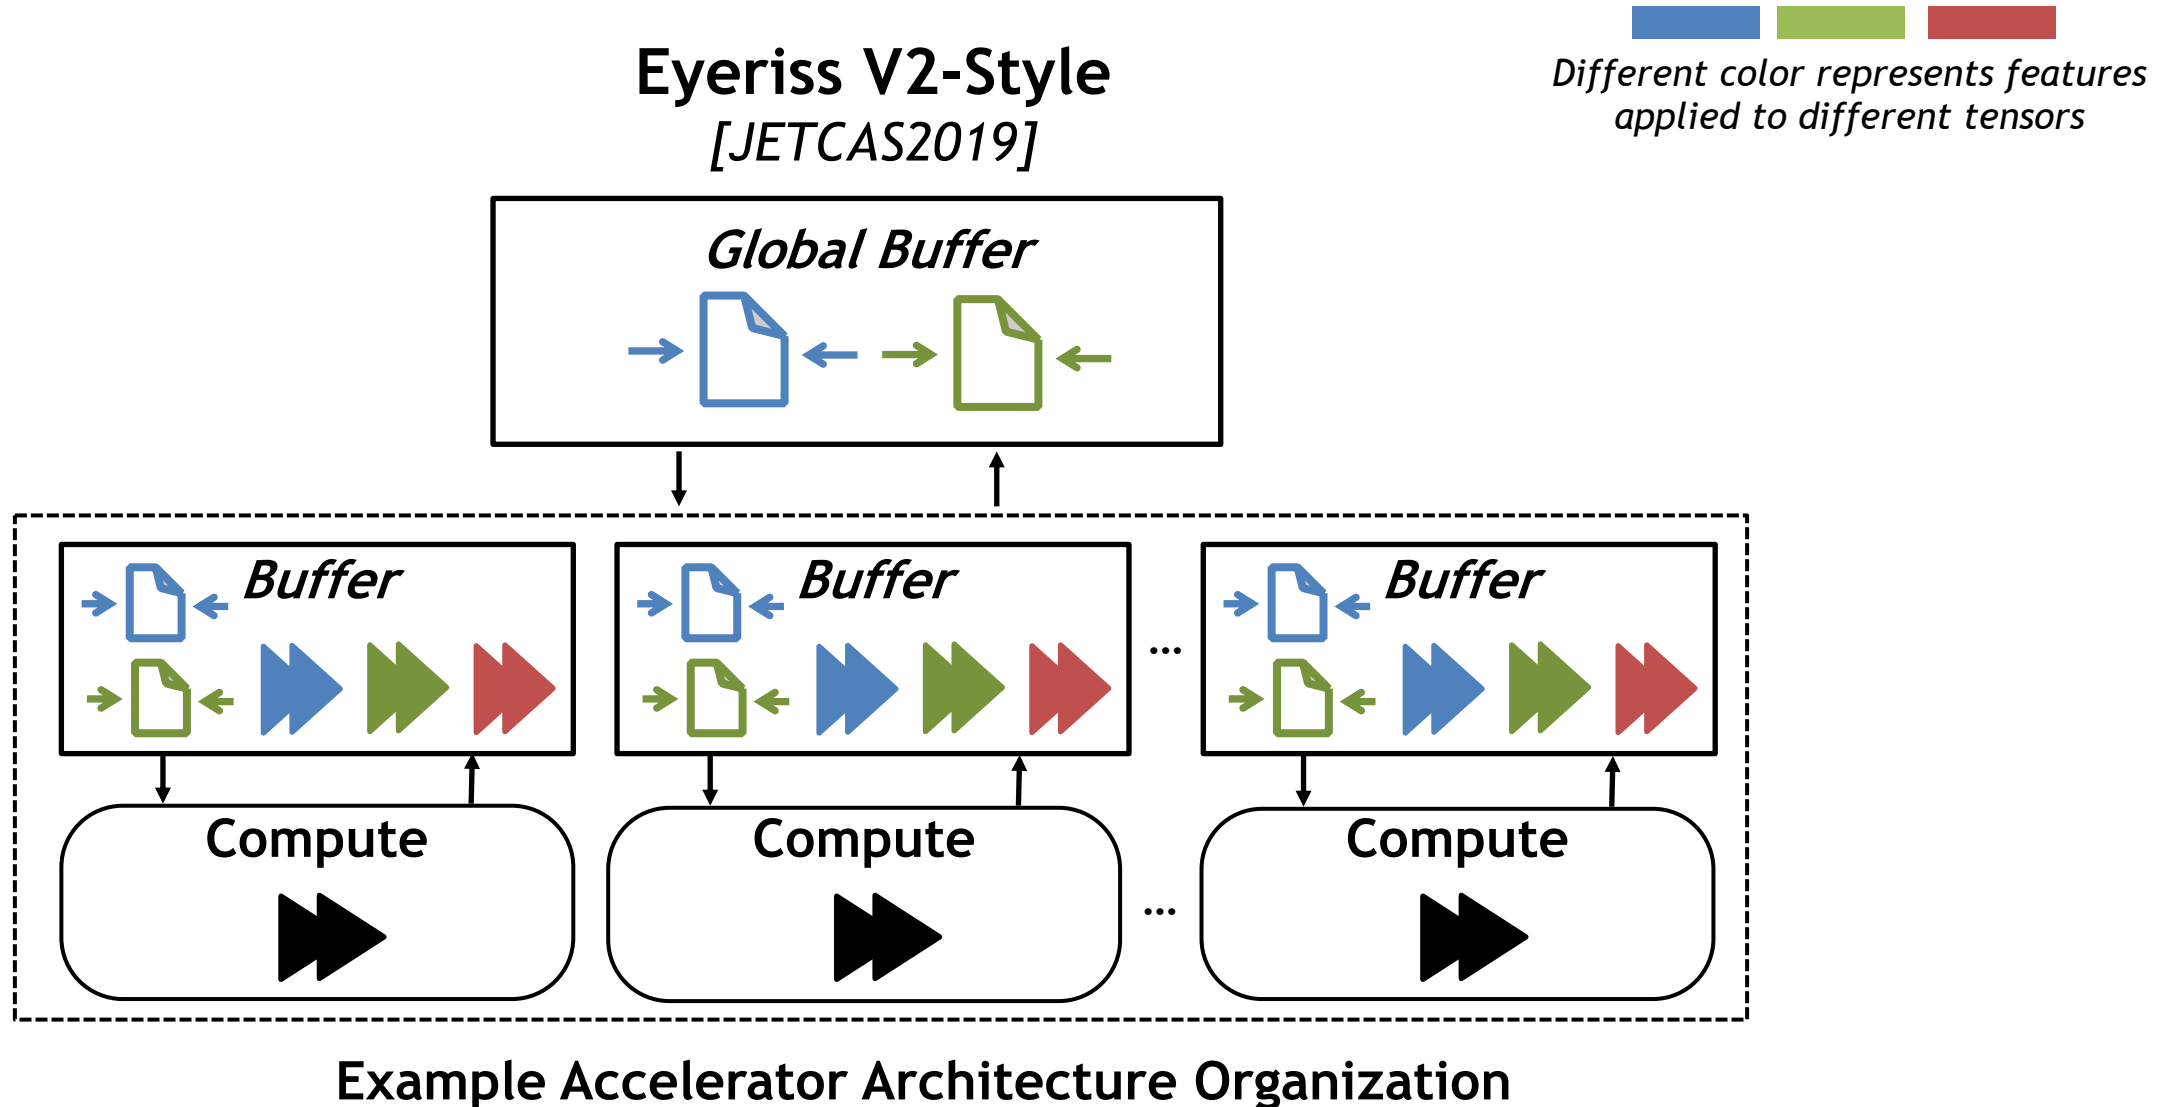 Different color represents features
applied to different tensors
Eyeriss V2-Style
[JETCAS2019]
Global Buffer
Buffer
Buffer
...
Buffer
Compute
Compute
...
Compute
Example Accelerator Architecture Organization